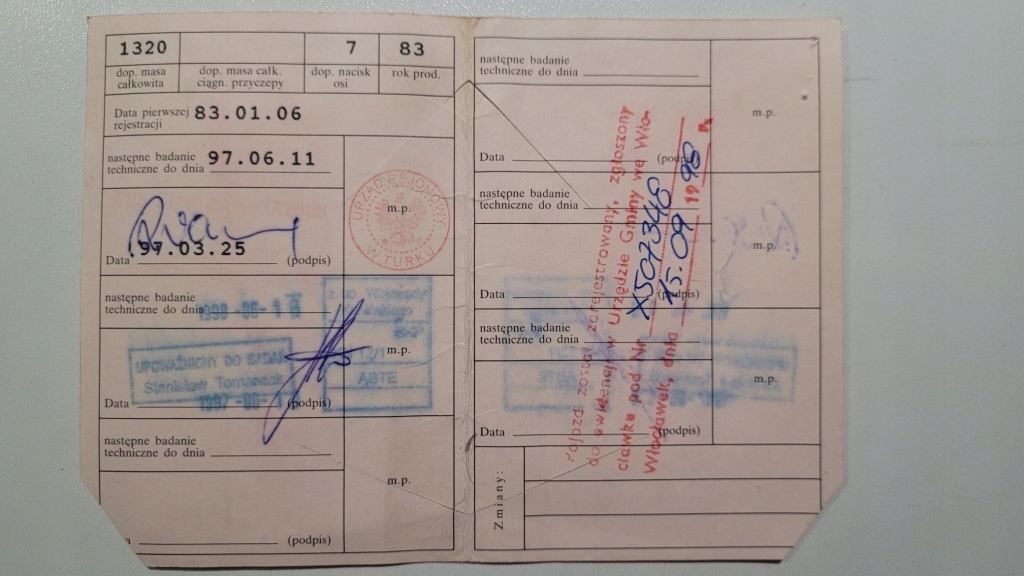 1320 7 83
dop. masa całkowita
dop. masa całk. ciągn. przyczepy
dop. nacisk osi
rok prod.
Data pierwszej rejestracji 83.01.06
następne badanie
techniczne do dnia 97.06.11
m.p.
URZĄD REJONOWY
W TURKU
97.03.25
Data (podpis)
następne badanie
techniczne do dnia
m.p.
UPOWAŻNIONY DO BADAŃ
Stanisław
ABTE
Data (podpis)
następne badanie
techniczne do dnia
m.p.
(podpis)
następne badanie
techniczne do dnia
m.p.
Data (podpis)
następne badanie
techniczne do dnia
m.p.
Data (podpis)
następne badanie
techniczne do dnia
m.p.
Data (podpis)
Zmiany:
Pojazd został zarejestrowany, zgłoszony
do ewidencji w Urzędzie Gminy we Wło-
cławku pod Nr X507346
Włocławek, dnia 15.09 1998 r.